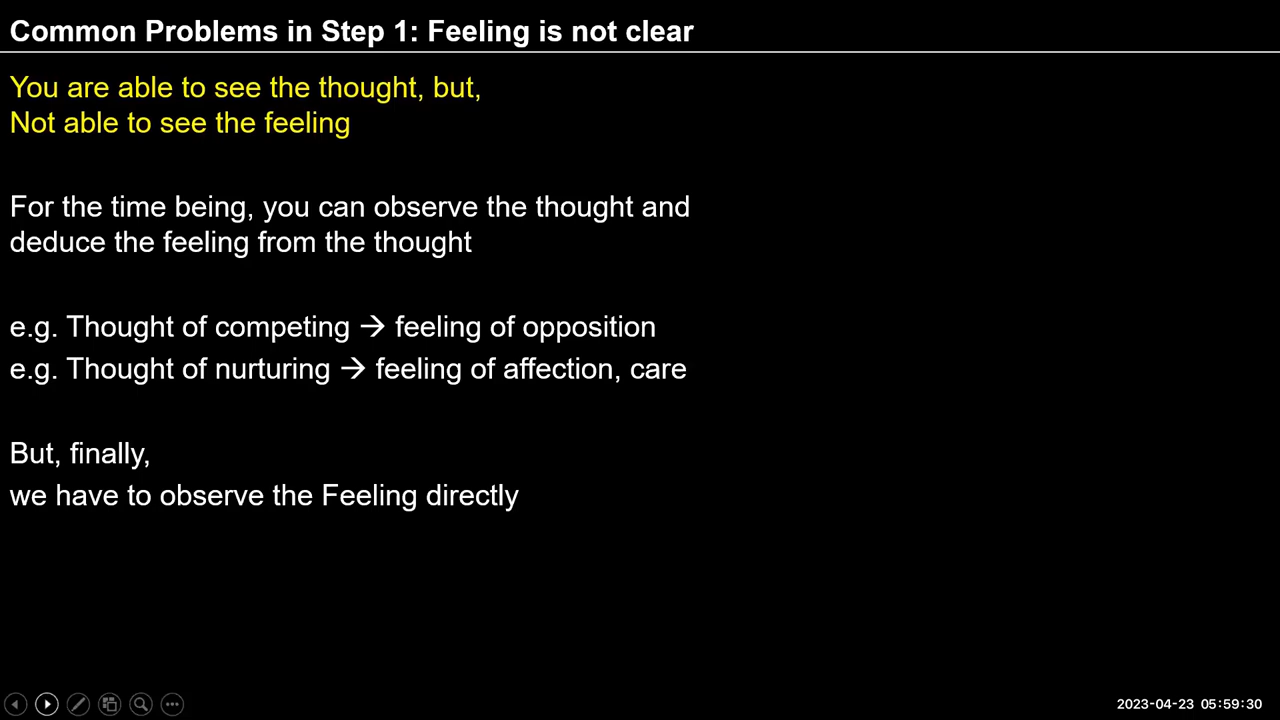 Common Problems in Step 1: Feeling is not clear
You are able to see the thought, but,
Not able to see the feeling
For the time being, you can observe the thought and
deduce the feeling from the thought
e.g. Thought of competing → feeling of opposition
e.g. Thought of nurturing → feeling of affection, care
But, finally,
we have to observe the Feeling directly
2023-04-23 05:59:30